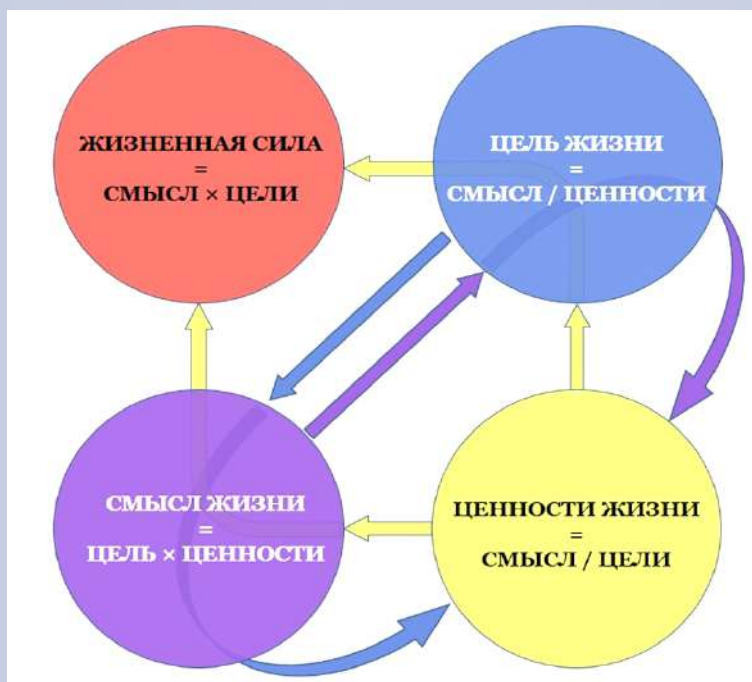 ЖИЗНЕННАЯ СИЛА
=
СМЫСЛ × ЦЕЛИ
ЦЕЛЬ ЖИЗНИ
=
СМЫСЛ / ЦЕННОСТИ
СМЫСЛ ЖИЗНИ
=
ЦЕЛЬ × ЦЕННОСТИ
ЦЕННОСТИ ЖИЗНИ
=
СМЫСЛ / ЦЕЛИ